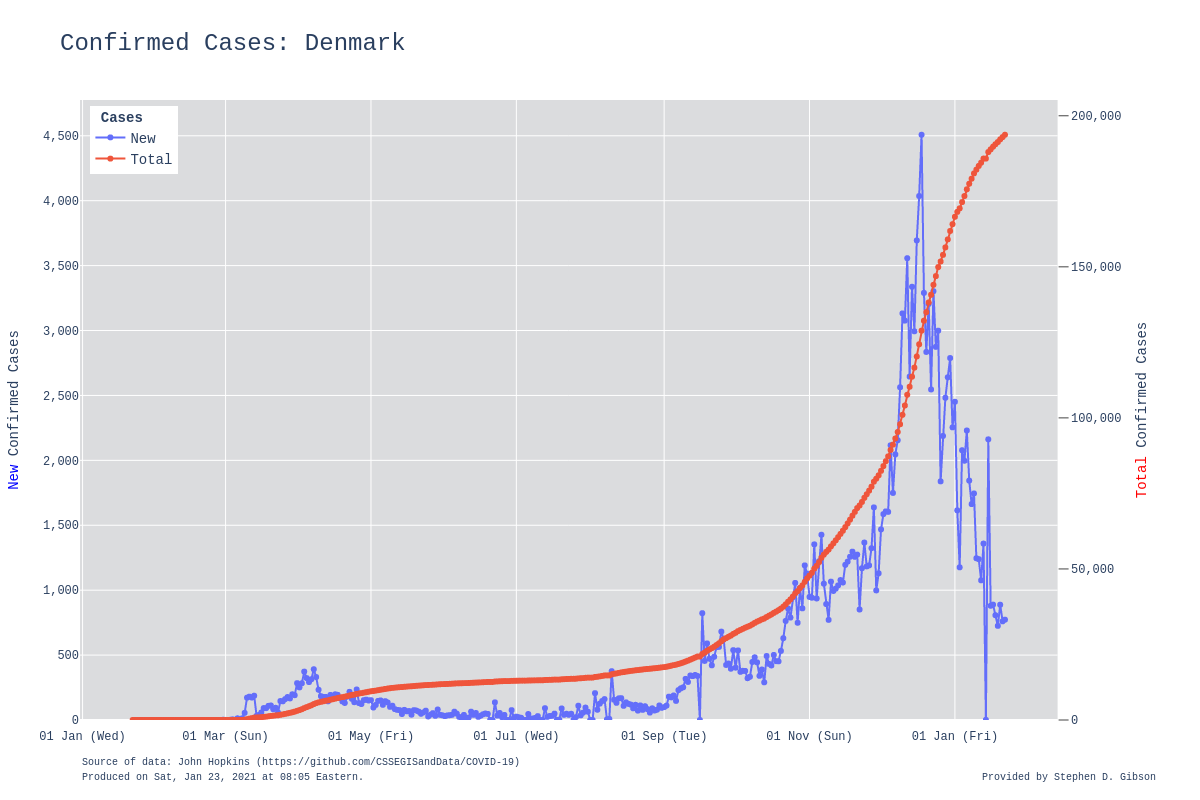 Confirmed Cases: Denmark
Cases
New
Total
4,500
4,000
3,500
3,000
2,500
2,000
1,500
1,000
500
0
200,000
150,000
100,000
50,000
0
New Confirmed Cases
Total Confirmed Cases
01 Jan (Wed)
01 Mar (Sun)
01 May (Fri)
01 Jul (Wed)
01 Sep (Tue)
01 Nov (Sun)
01 Jan (Fri)
Source of data: John Hopkins (https://github.com/CSSEGISandData/COVID-19)
Produced on Sat, Jan 23, 2021 at 08:05 Eastern.
Provided by Stephen D. Gibson